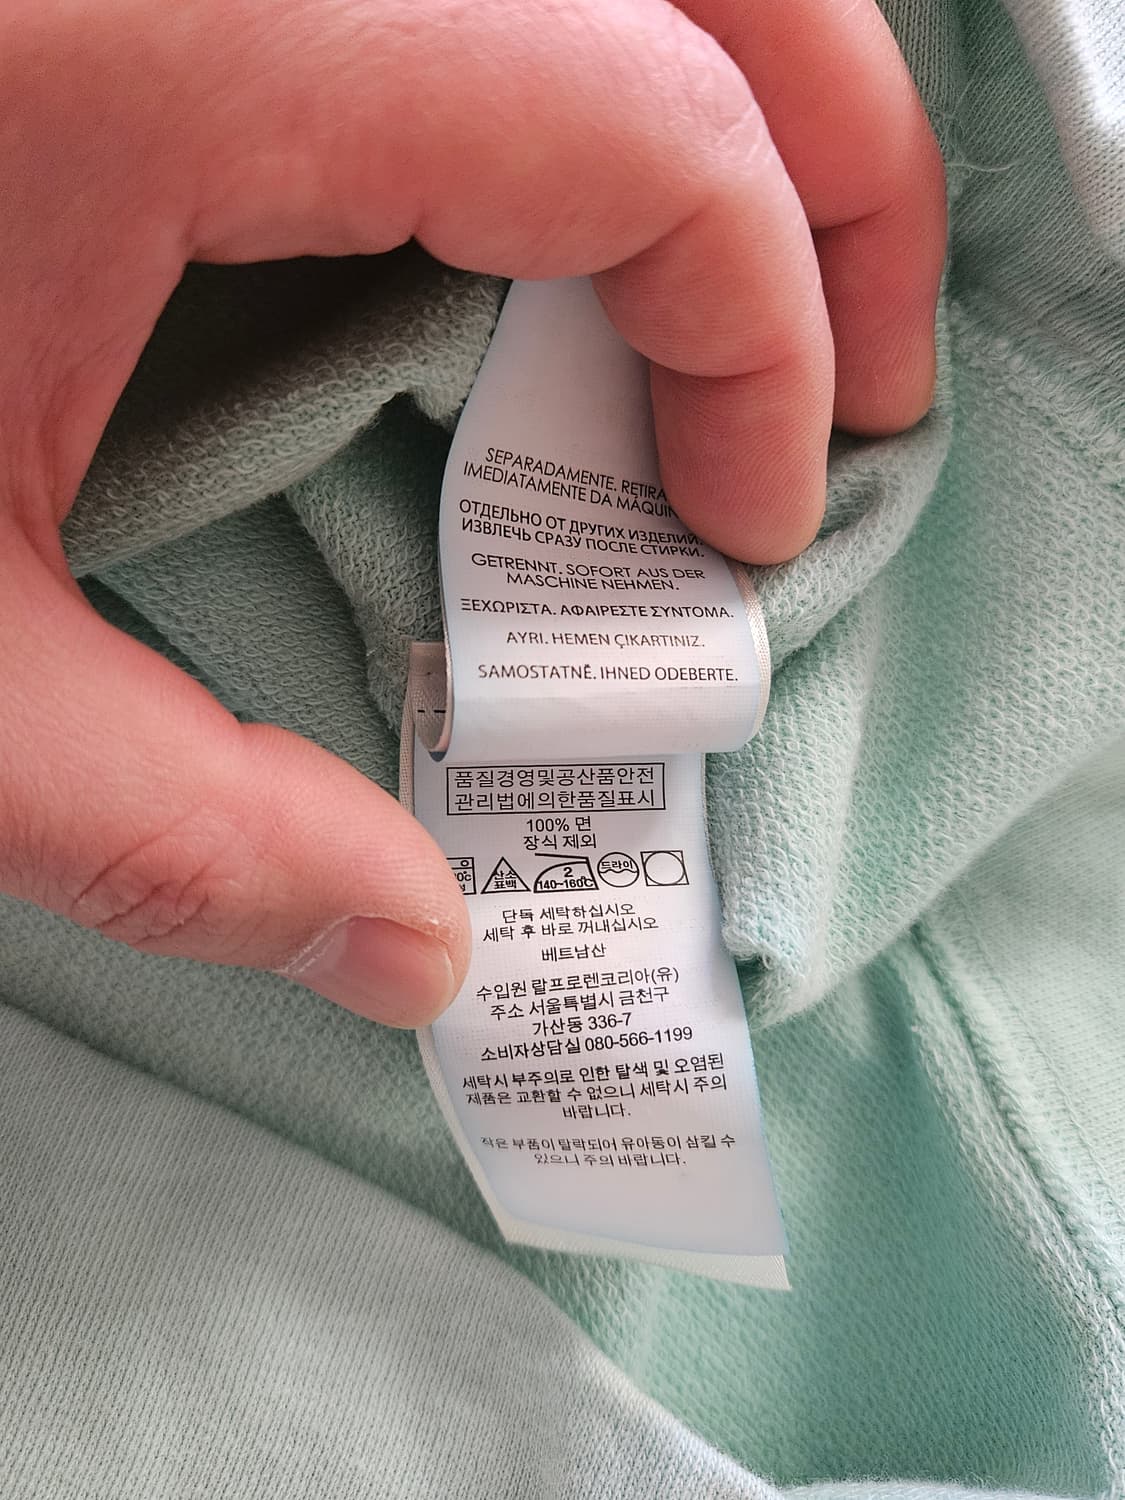 SEPARADAMENTE. RETIRA
IMEDIATAMENTE DA MÁQUIN
ОТДЕЛЬНО ОТ ДРУГИХ ИЗДЕЛИЙ.
ИЗВЛЕЧЬ СРАЗУ ПОСЛЕ СТИРКИ.
GETRENNT. SOFORT AUS DER
MASCHINE NEHMEN.
ΞΕΧΩΡΙΣΤΑ. ΑΦΑΙΡΕΣΤΕ ΣΥΝΤΟΜΑ.
AYRI. HEMEN ÇIKARTINIZ.
SAMOSTATNĚ. IHNED ODEBERTE.
품질경영및공산품안전
관리법에의한품질표시
100% 면
장식 제외
산소 표백 2 140~160℃ 드라이
단독 세탁하십시오
세탁 후 바로 꺼내십시오
베트남산
수입원 랄프로렌코리아(유)
주소 서울특별시 금천구
가산동 336-7
소비자상담실 080-566-1199
세탁시 부주의로 인한 탈색 및 오염된
제품은 교환할 수 없으니 세탁시 주의
바랍니다.
작은 부품이 탈락되어 유아동이 삼킬 수
있으니 주의 바랍니다.